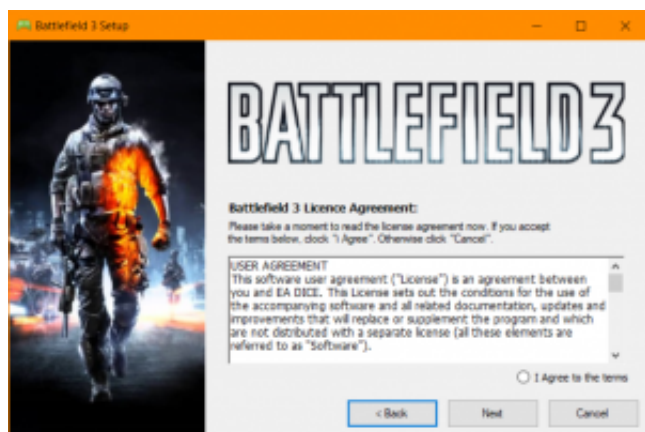 Battlefield 3 Setup
BATTLEFIELD 3
Battlefield 3 Licence Agreement:
Please take a moment to read the license agreement now. If you accept
the terms below, dock "i Agree". Otherwise click "Cancel".
USER AGREEMENT
This software user agreement ("License") is an agreement between
you and EA DICE. This License sets out the conditions for the use of
the accompanying software and all related documentation, updates and
improvements that will replace or supplement the program and which
are not distributed with a separate license (all these elements are
referred to as "Software").
I Agree to the terms
< Back Next Cancel